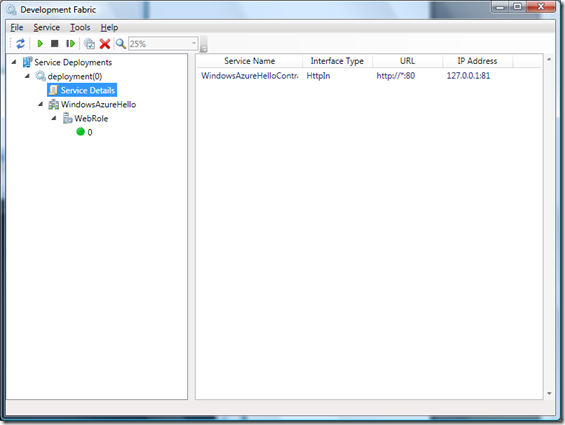 Development Fabric
File Service Tools Help
25%
Service Deployments
deployment(0)
Service Details
WindowsAzureHello
WebRole
0
Service Name Interface Type URL IP Address
WindowsAzureHelloContra HttpIn http://*:80 127.0.0.1:81